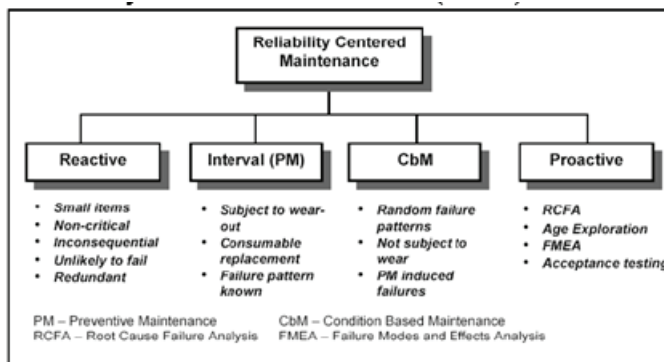 Reliability Centered
Maintenance
Reactive
Interval (PM)
CbM
Proactive
• Small items
• Non-critical
• Inconsequential
• Unlikely to fail
• Redundant
• Subject to wear-
out
• Consumable
replacement
• Failure pattern
known
• Random failure
patterns
• Not subject to
wear
• PM induced
failures
• RCFA
• Age Exploration
• FMEA
• Acceptance testing
PM – Preventive Maintenance
CbM – Condition Based Maintenance
RCFA – Root Cause Failure Analysis
FMEA – Failure Modes and Effects Analysis